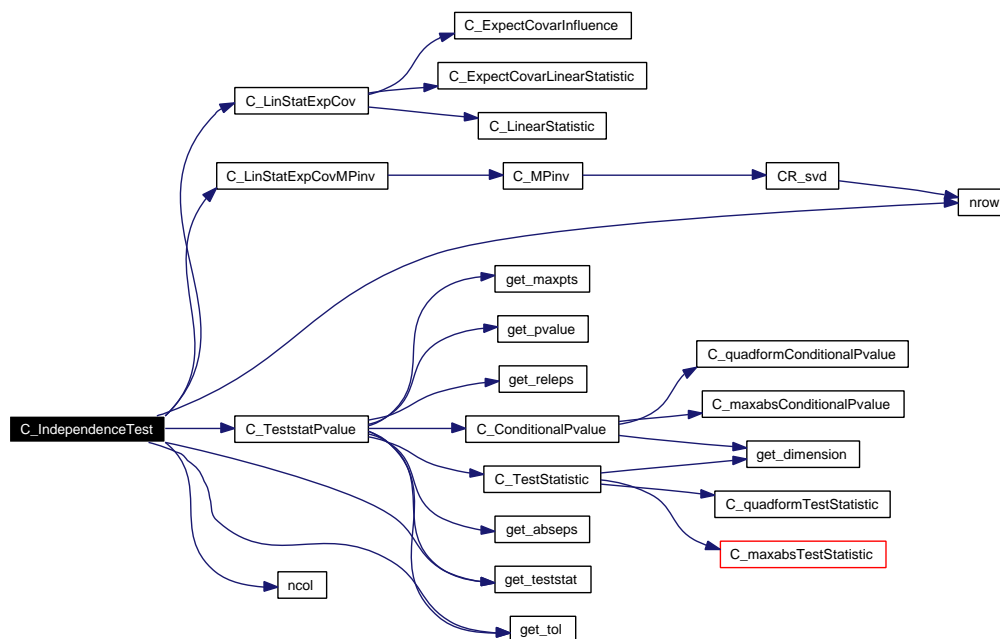 C_ExpectCovarInfluence
C_ExpectCovarLinearStatistic
C_LinStatExpCov
C_LinearStatistic
C_LinStatExpCovMPinv
C_MPinv
CR_svd
nrow
get_maxpts
get_pvalue
C_quadformConditionalPvalue
get_releps
C_maxabsConditionalPvalue
C_IndependenceTest
C_TeststatPvalue
C_ConditionalPvalue
get_dimension
C_TestStatistic
C_quadformTestStatistic
get_abseps
C_maxabsTestStatistic
get_teststat
ncol
get_tol